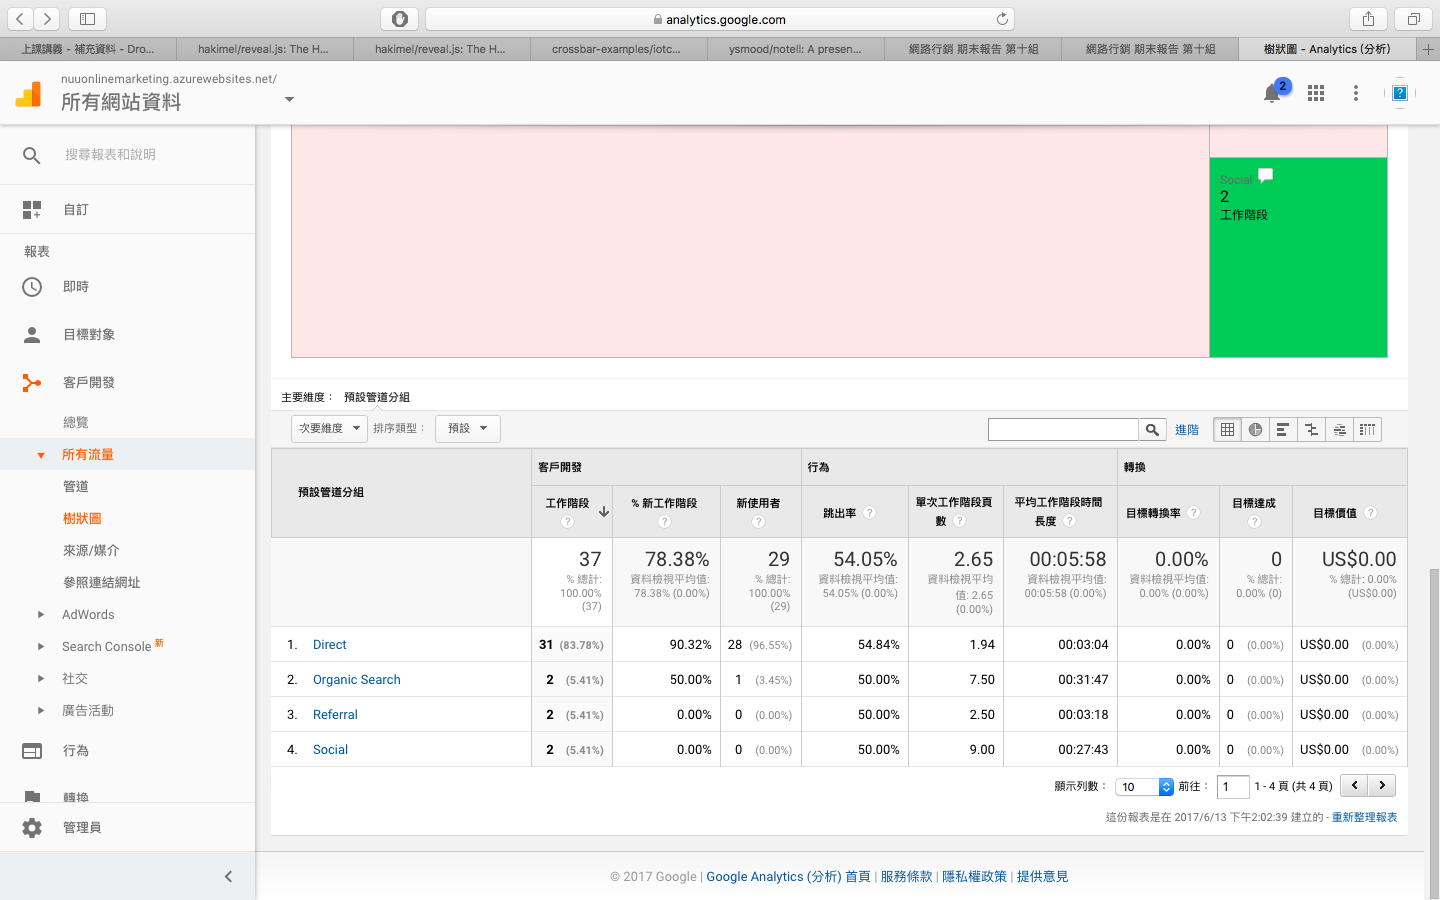 analytics.google.com
上課講義 - 補充資料 - Dro...
hakimel/reveal.js: The H...
hakimel/reveal.js: The H...
crossbar-examples/iotc...
ysmood/notell: A presen...
網路行銷 期末報告 第十組
網路行銷 期末報告 第十組
樹狀圖 - Analytics (分析)
nuuonlinemarketing.azurewebsites.net/
所有網站資料
2
搜尋報表和說明
自訂
報表
即時
目標對象
客戶開發
總覽
所有流量
管道
樹狀圖
來源/媒介
參照連結網址
AdWords
Search Console 新
社交
廣告活動
行為
轉換
管理員
Social
2
工作階段
主要維度： 預設管道分組
次要維度 排序類型： 預設
進階
預設管道分組
客戶開發 行為 轉換
工作階段 ? % 新工作階段 ? 新使用者 ? 跳出率 ? 單次工作階段頁數 ? 平均工作階段時間長度 ? 目標轉換率 ? 目標達成 ? 目標價值 ?
37 78.38% 29 54.05% 2.65 00:05:58 0.00% 0 US$0.00
% 總計: 100.00% (37) 資料檢視平均值: 78.38% (0.00%) % 總計: 100.00% (29) 資料檢視平均值: 54.05% (0.00%) 資料檢視平均值: 2.65 (0.00%) 資料檢視平均值: 00:05:58 (0.00%) 資料檢視平均值: 0.00% (0.00%) % 總計: 0.00% (0) % 總計: 0.00% (US$0.00)
1. Direct 31 (83.78%) 90.32% 28 (96.55%) 54.84% 1.94 00:03:04 0.00% 0 (0.00%) US$0.00 (0.00%)
2. Organic Search 2 (5.41%) 50.00% 1 (3.45%) 50.00% 7.50 00:31:47 0.00% 0 (0.00%) US$0.00 (0.00%)
3. Referral 2 (5.41%) 0.00% 0 (0.00%) 50.00% 2.50 00:03:18 0.00% 0 (0.00%) US$0.00 (0.00%)
4. Social 2 (5.41%) 0.00% 0 (0.00%) 50.00% 9.00 00:27:43 0.00% 0 (0.00%) US$0.00 (0.00%)
顯示列數： 10 前往： 1 1 - 4 頁 (共 4 頁)
這份報表是在 2017/6/13 下午2:02:39 建立的 - 重新整理報表
© 2017 Google | Google Analytics (分析) 首頁 | 服務條款 | 隱私權政策 | 提供意見